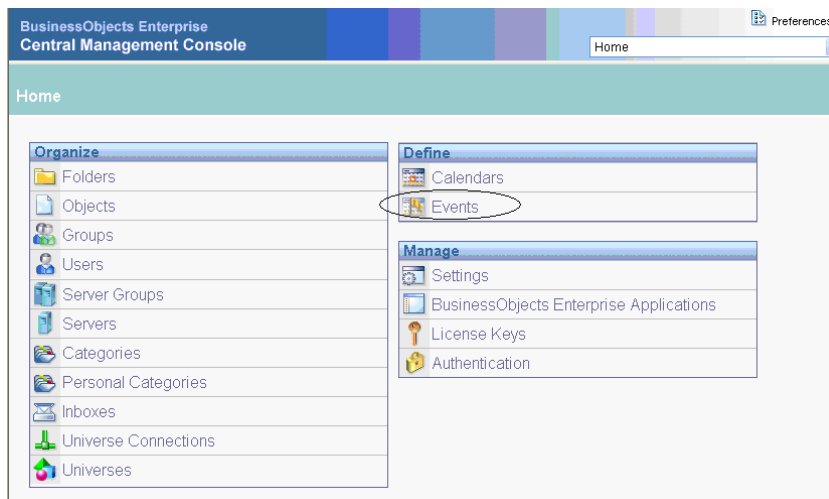 BusinessObjects Enterprise
Central Management Console
Preferences
Home
Home
Organize
Folders
Objects
Groups
Users
Server Groups
Servers
Categories
Personal Categories
Inboxes
Universe Connections
Universes
Define
Calendars
Events
Manage
Settings
BusinessObjects Enterprise Applications
License Keys
Authentication